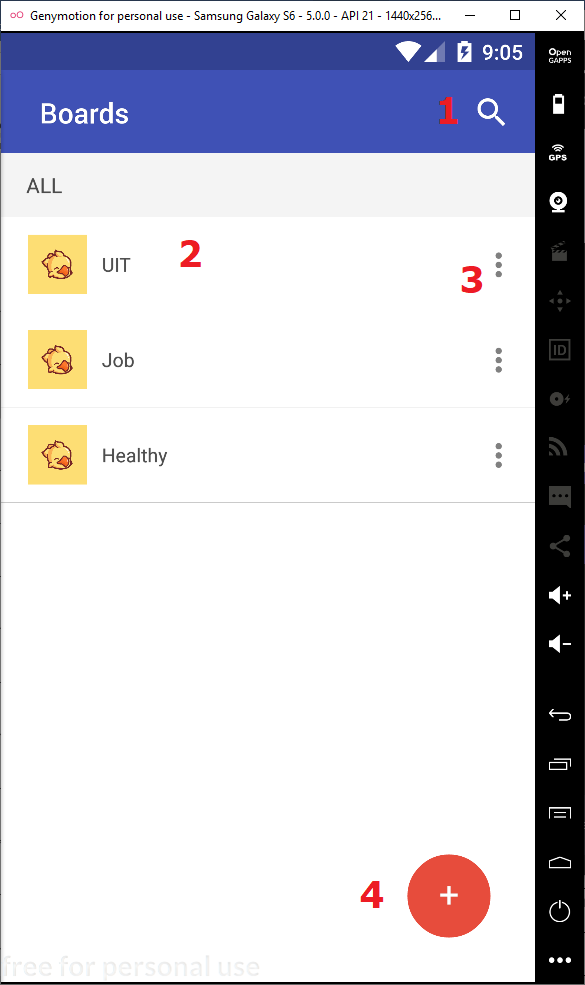 Genymotion for personal use - Samsung Galaxy S6 - 5.0.0 - API 21 - 1440x256...
9:05
Open
GAPPS
Boards
1
GPS
ALL
UIT
2
3
ID
Job
Healthy
4
+
free for personal use